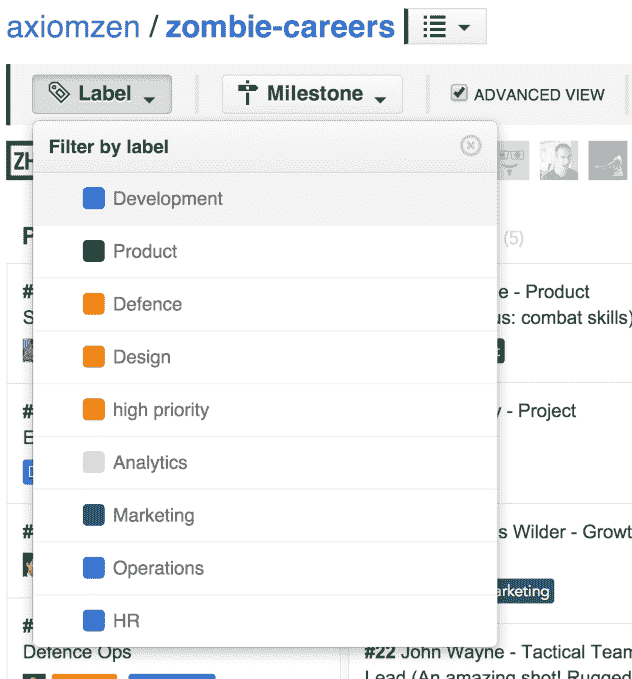 axiomzen / zombie-careers
Label
Milestone
ADVANCED VIEW
Filter by label
ZH
(5)
Development
Product
Defence
Design
high priority
Analytics
Marketing
Operations
HR
e - Product
us: combat skills)
y - Project
s Wilder - Growt
arketing
Defence Ops
#22 John Wayne - Tactical Team
Lead (An amazing shot! Rugged